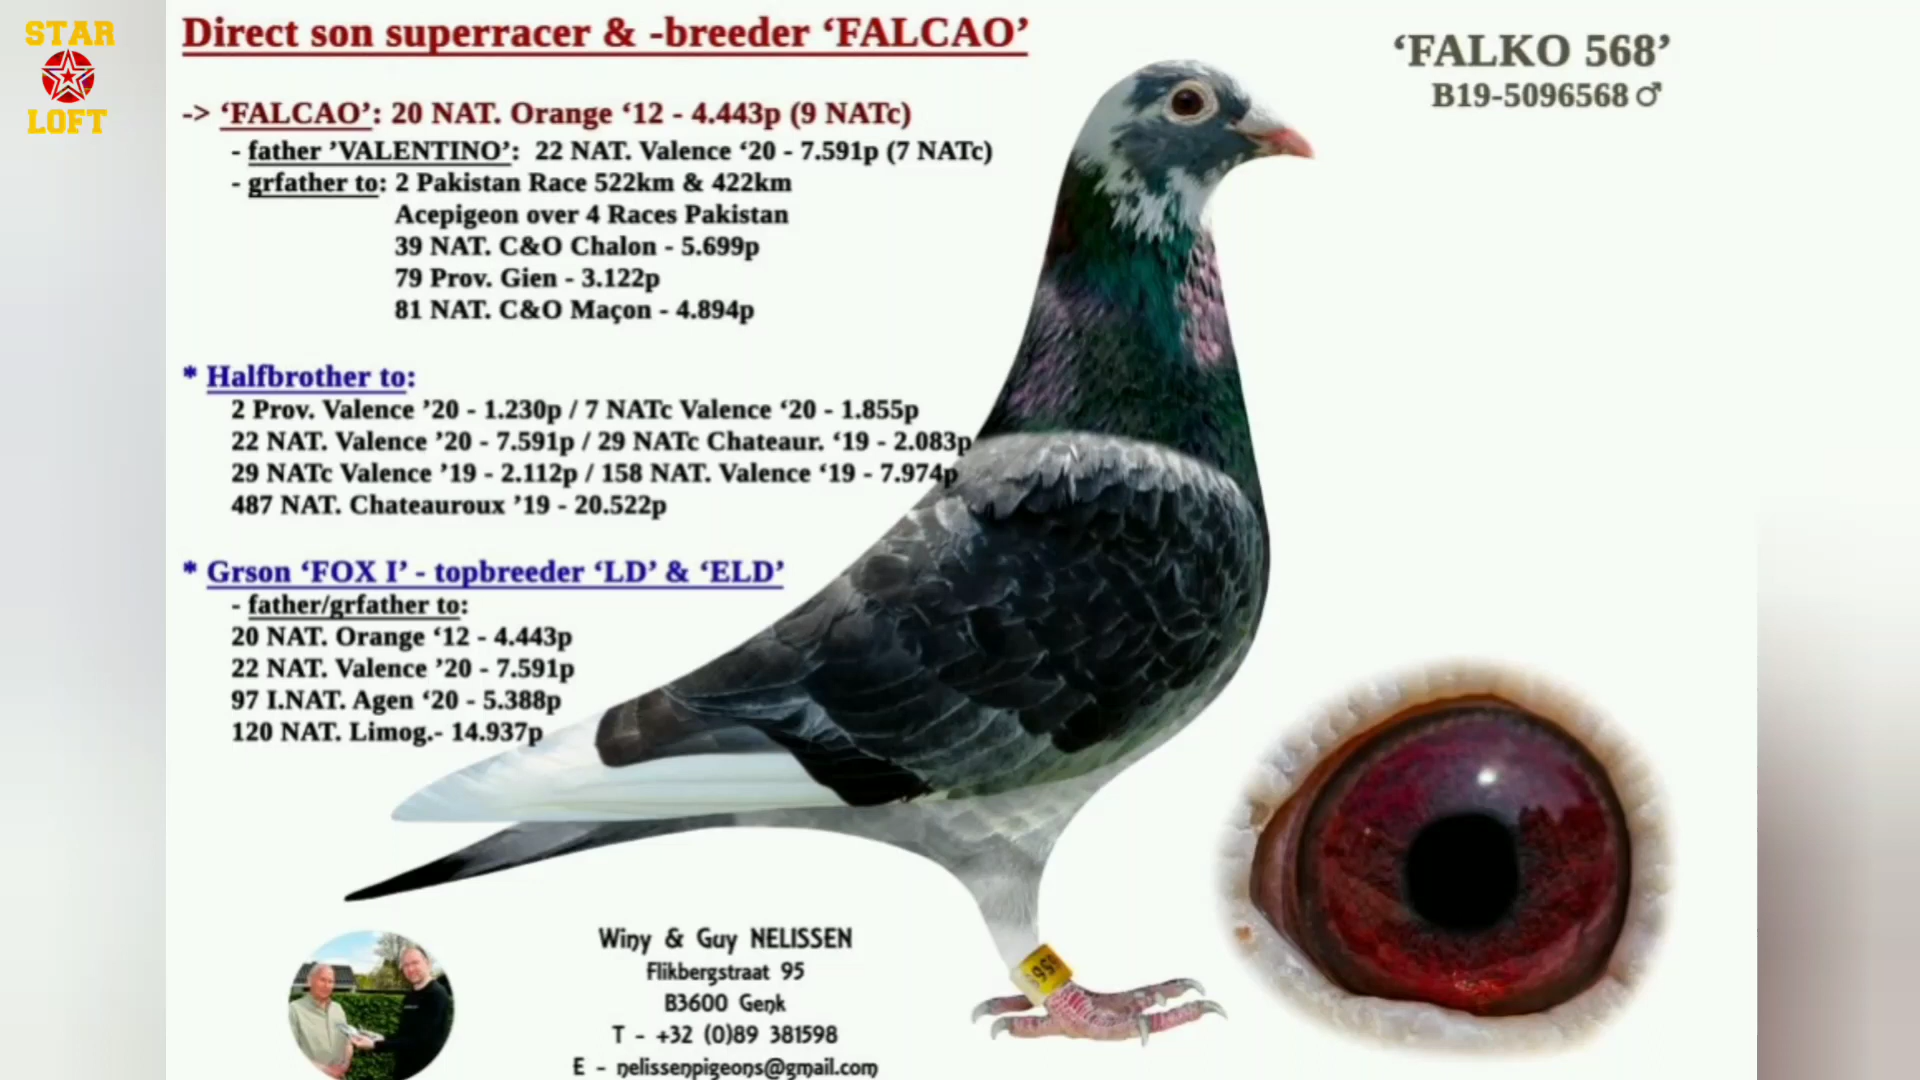 STAR
LOFT
Direct son superracer & -breeder ‘FALCAO’
‘FALKO 568’
B19-5096568♂
-> ‘FALCAO’: 20 NAT. Orange ‘12 - 4.443p (9 NATc)
- father ’VALENTINO’: 22 NAT. Valence ‘20 - 7.591p (7 NATc)
- grfather to: 2 Pakistan Race 522km & 422km
Acepigeon over 4 Races Pakistan
39 NAT. C&O Chalon - 5.699p
79 Prov. Gien - 3.122p
81 NAT. C&O Maçon - 4.894p
* Halfbrother to:
2 Prov. Valence ’20 - 1.230p / 7 NATc Valence ‘20 - 1.855p
22 NAT. Valence ’20 - 7.591p / 29 NATc Chateaur. ‘19 - 2.083p
29 NATc Valence ’19 - 2.112p / 158 NAT. Valence ‘19 - 7.974p
487 NAT. Chateauroux ’19 - 20.522p
* Grson ‘FOX I’ - topbreeder ‘LD’ & ‘ELD’
- father/grfather to:
20 NAT. Orange ‘12 - 4.443p
22 NAT. Valence ’20 - 7.591p
97 I.NAT. Agen ‘20 - 5.388p
120 NAT. Limog.- 14.937p
Winy & Guy NELISSEN
Flikbergstraat 95
B3600 Genk
T - +32 (0)89 381598
E - nelissenpigeons@gmail.com